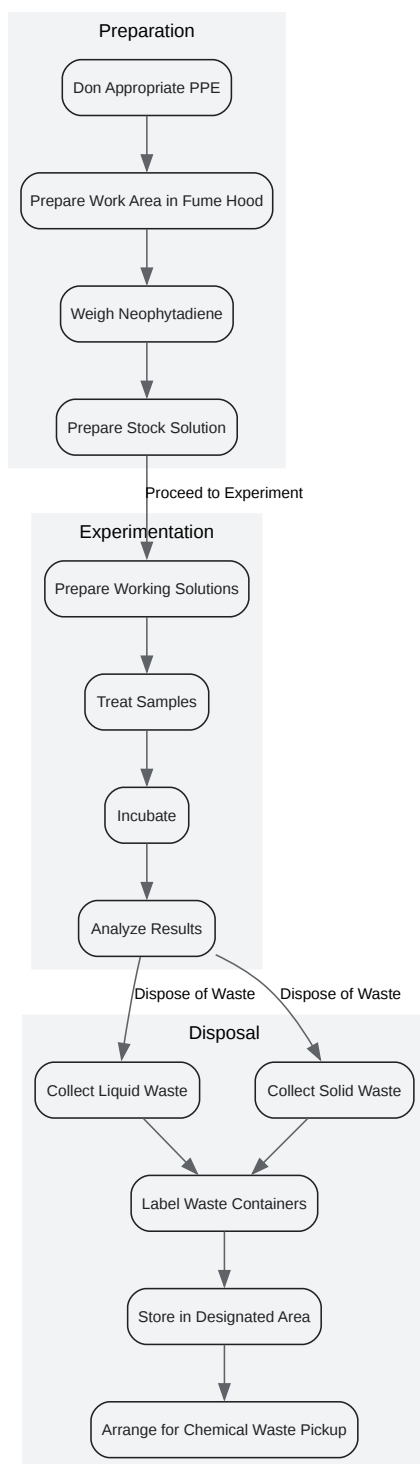 Preparation
Don Appropriate PPE
Prepare Work Area in Fume Hood
Weigh Neophytadiene
Prepare Stock Solution
Proceed to Experiment
Experimentation
Prepare Working Solutions
Treat Samples
Incubate
Analyze Results
Dispose of Waste
Dispose of Waste
Disposal
Collect Liquid Waste
Collect Solid Waste
Label Waste Containers
Store in Designated Area
Arrange for Chemical Waste Pickup